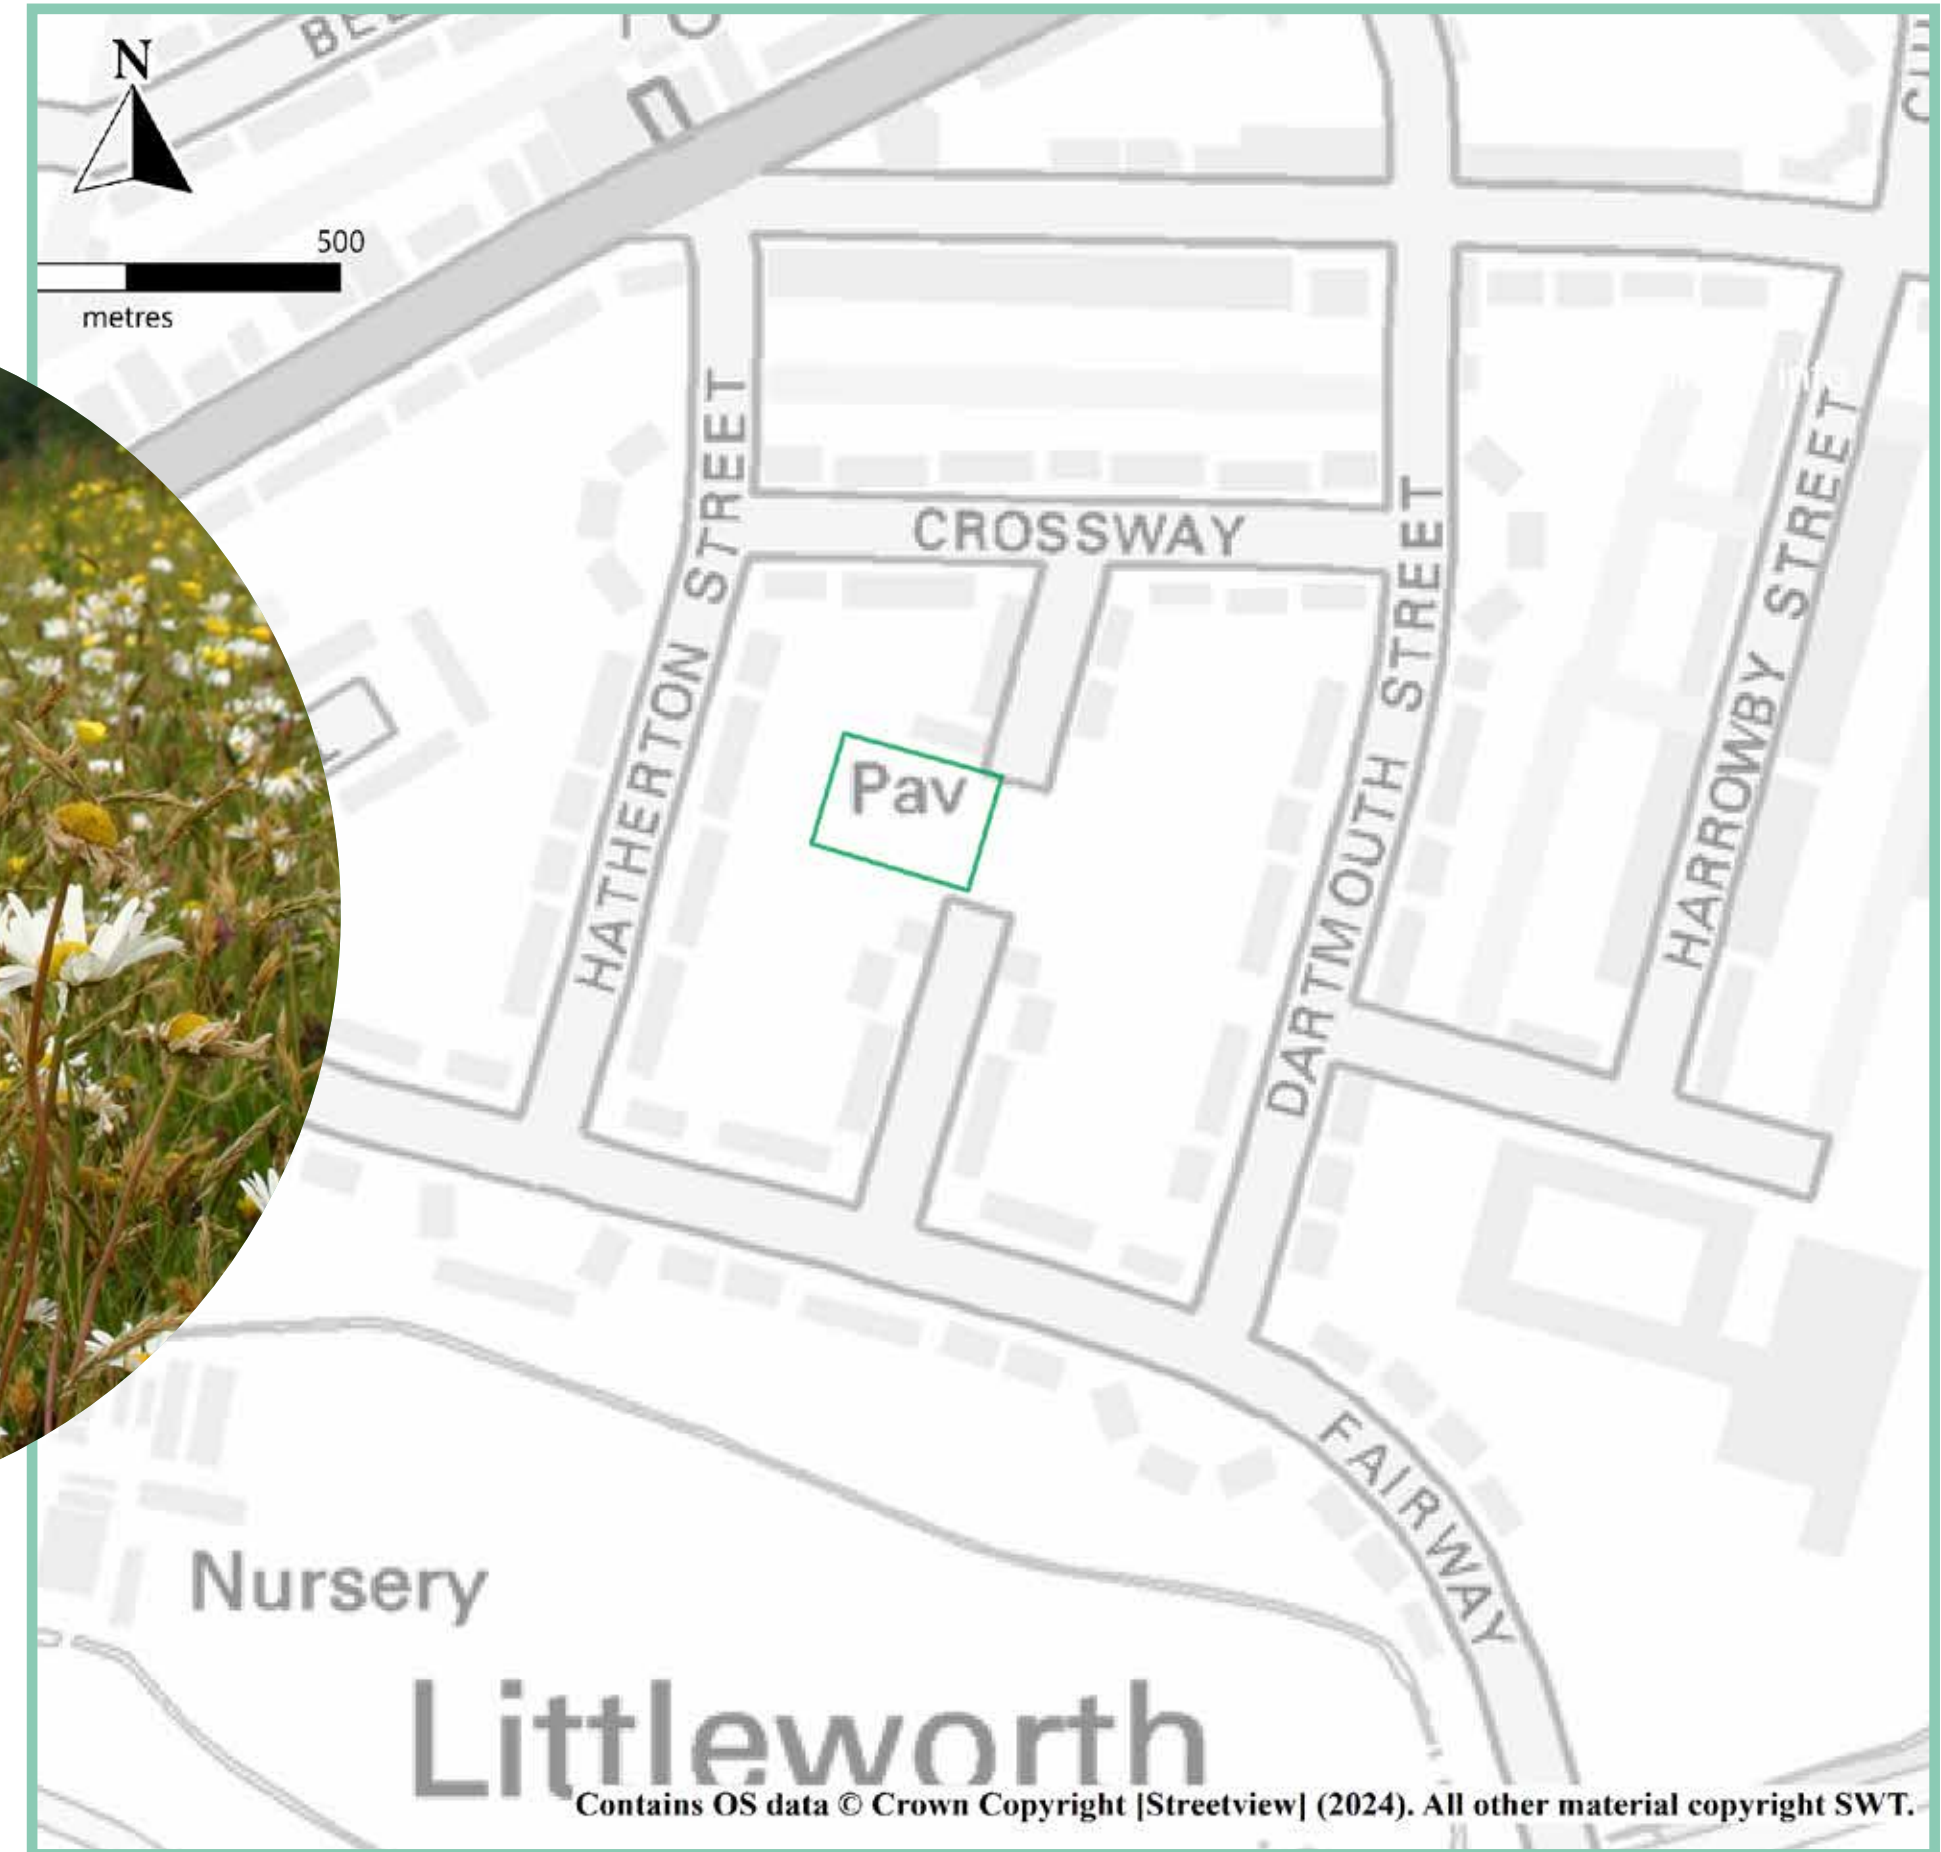 N
500
metres
CROSSWAY
HATHERTON STREET
DARTMOUTH STREET
HARROWBY STREET
Pav
FAIRWAY
Nursery
Littleworth
Contains OS data © Crown Copyright |Streetview| (2024). All other material copyright SWT.